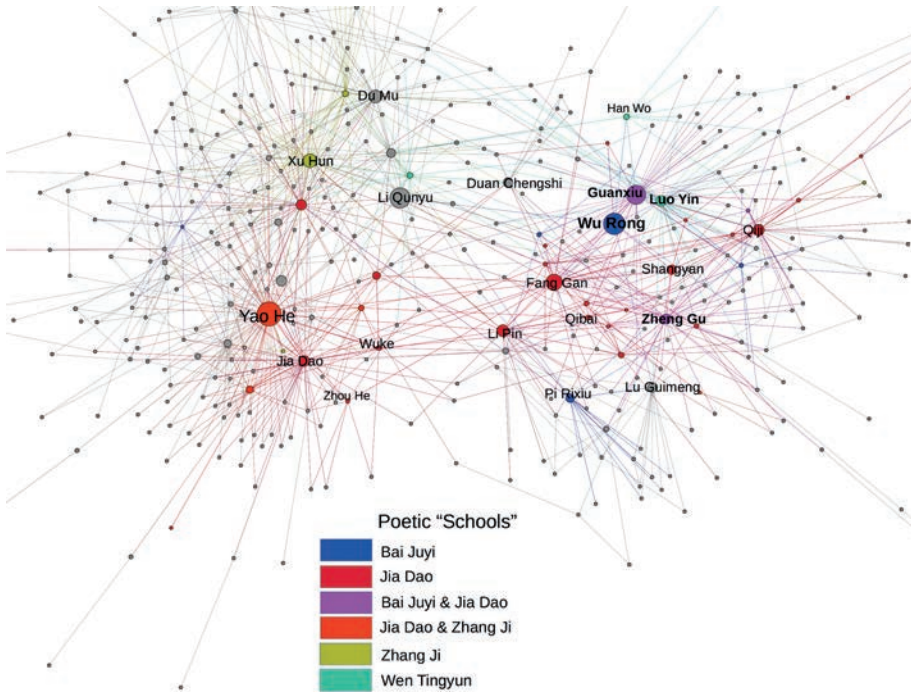 Du Mu
Han Wo
Xu Hun
Duan Chengshi
Li Qunyu
Guanxiu
Luo Yin
Wu Rong
Qiji
Shangyan
Fang Gan
Yao He
Qibai
Zheng Gu
Li Pin
Wuke
Jia Dao
Zhou He
Pi Rixiu
Lu Guimeng
Poetic “Schools”
Bai Juyi
Jia Dao
Bai Juyi & Jia Dao
Jia Dao & Zhang Ji
Zhang Ji
Wen Tingyun